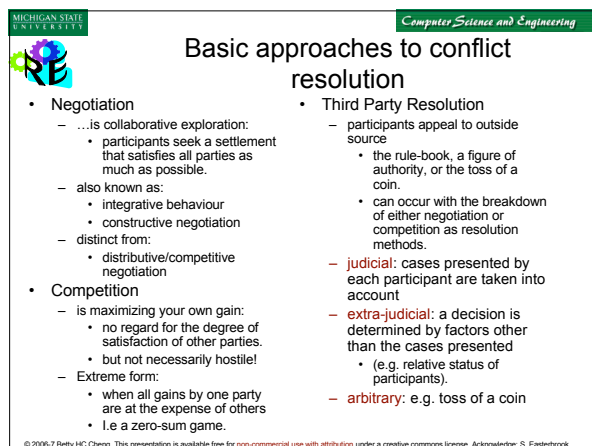 MICHIGAN STATE
UNIVERSITY
Computer Science and Engineering
RE
Basic approaches to conflict
resolution
• Negotiation
– …is collaborative exploration:
• participants seek a settlement
that satisfies all parties as
much as possible.
– also known as:
• integrative behaviour
• constructive negotiation
– distinct from:
• distributive/competitive
negotiation
• Competition
– is maximizing your own gain:
• no regard for the degree of
satisfaction of other parties.
• but not necessarily hostile!
– Extreme form:
• when all gains by one party
are at the expense of others
• I.e a zero-sum game.
• Third Party Resolution
– participants appeal to outside
source
• the rule-book, a figure of
authority, or the toss of a
coin.
• can occur with the breakdown
of either negotiation or
competition as resolution
methods.
– judicial: cases presented by
each participant are taken into
account
– extra-judicial: a decision is
determined by factors other
than the cases presented
• (e.g. relative status of
participants).
– arbitrary: e.g. toss of a coin
© 2006-7 Betty HC Cheng. This presentation is available free for non-commercial use with attribution under a creative commons license. Acknowledge: S. Easterbrook